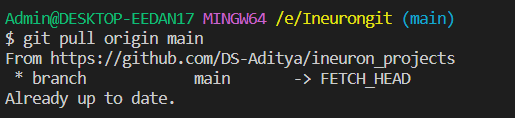 Admin@DESKTOP-EEDAN17 MINGW64 /e/Ineurongit (main)
$ git pull origin main
From https://github.com/DS-Aditya/ineuron_projects
 * branch            main       -> FETCH_HEAD
Already up to date.